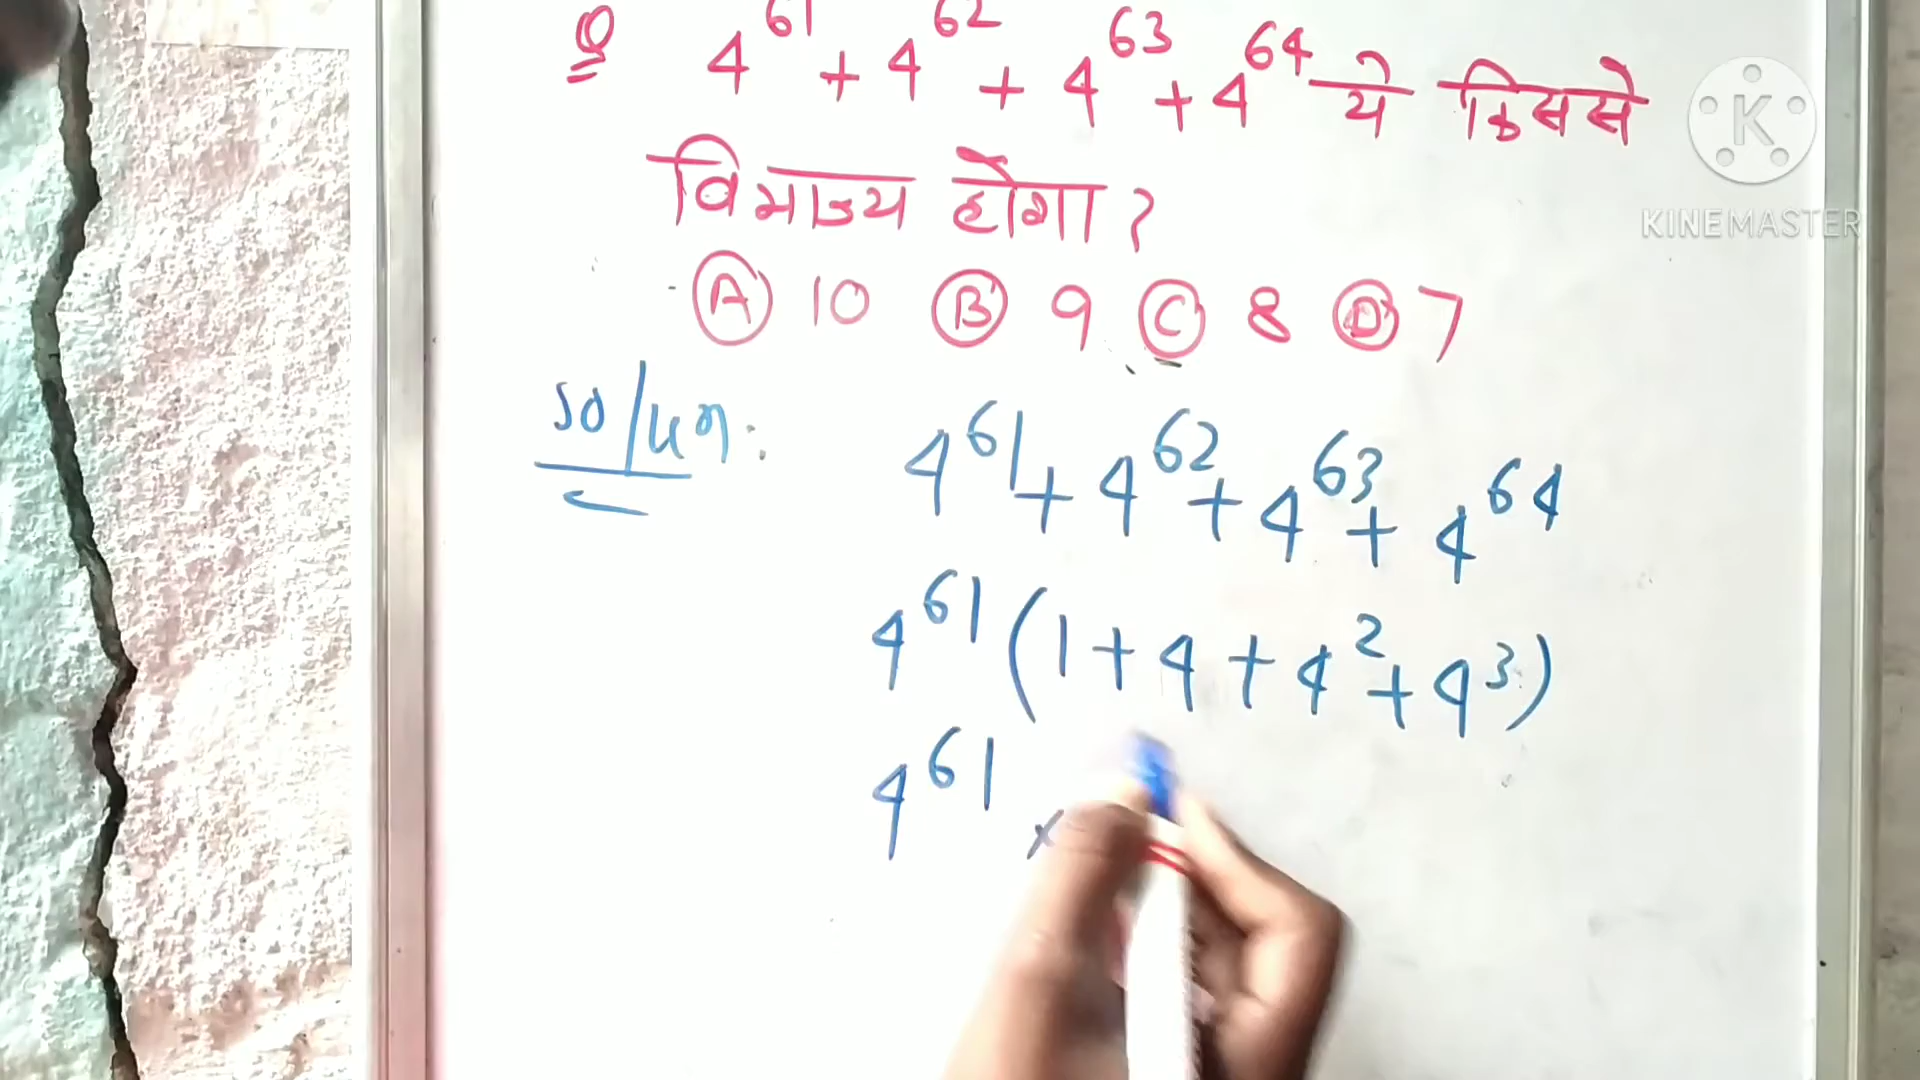 Q 4^61 + 4^62 + 4^63 + 4^64 ये किससे
विभाज्य होगा?
(A) 10 (B) 9 (C) 8 (D) 7
Solun: 4^61 + 4^62 + 4^63 + 4^64
4^61 (1 + 4 + 4^2 + 4^3)
4^61 ×
K
KINEMASTER